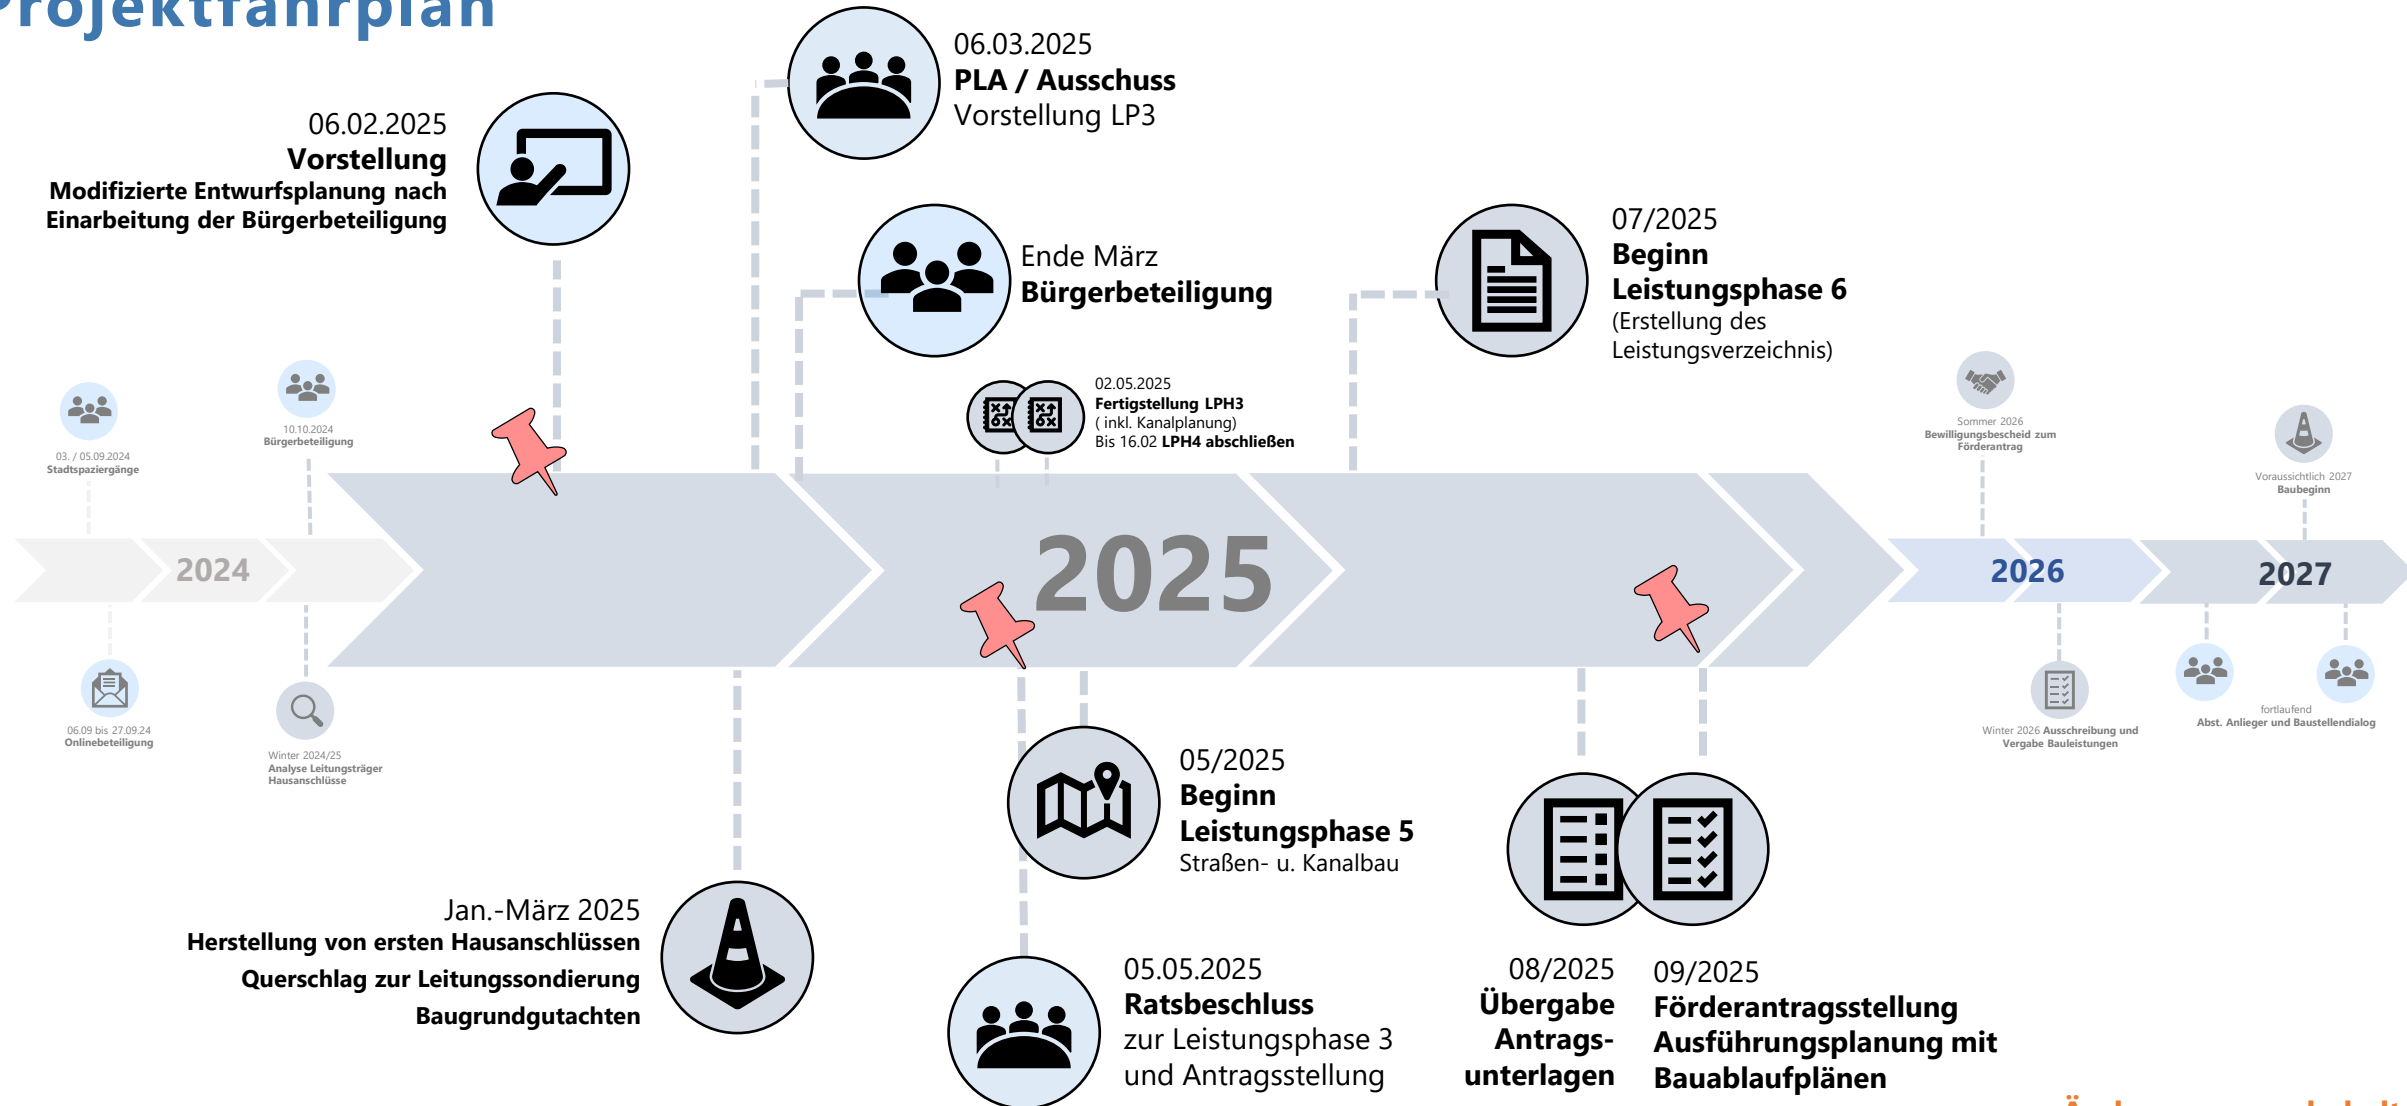 Projektfahrplan
06.02.2025
Vorstellung
Modifizierte Entwurfsplanung nach
Einarbeitung der Bürgerbeteiligung
06.03.2025
PLA / Ausschuss
Vorstellung LP3
Ende März
Bürgerbeteiligung
02.05.2025
Fertigstellung LPH3
( inkl. Kanalplanung)
Bis 16.02 LPH4 abschließen
07/2025
Beginn
Leistungsphase 6
(Erstellung des
Leistungsverzeichnis)
03. / 05.09.2024
Stadtspaziergänge
10.10.2024
Bürgerbeteiligung
Sommer 2026
Bewilligungsbescheid zum
Förderantrag
Voraussichtlich 2027
Baubeginn
2024
2025
2026
2027
06.09 bis 27.09.24
Onlinebeteiligung
Winter 2024/25
Analyse Leitungsträger
Hausanschlüsse
Jan.-März 2025
Herstellung von ersten Hausanschlüssen
Querschlag zur Leitungssondierung
Baugrundgutachten
05/2025
Beginn
Leistungsphase 5
Straßen- u. Kanalbau
05.05.2025
Ratsbeschluss
zur Leistungsphase 3
und Antragsstellung
08/2025
Übergabe
Antrags-
unterlagen
09/2025
Förderantragsstellung
Ausführungsplanung mit
Bauablaufplänen
Winter 2026 Ausschreibung und
Vergabe Bauleistungen
fortlaufend
Abst. Anlieger und Baustellendialog